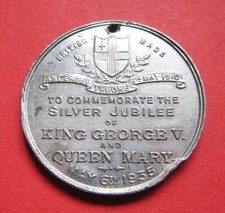 BRITISH MADE
ASCENDED THRONE 6TH MAY 1910
TO COMMEMORATE THE
SILVER JUBILEE
OF
KING GEORGE V.
AND
QUEEN MARY.
MAY 6TH 1935